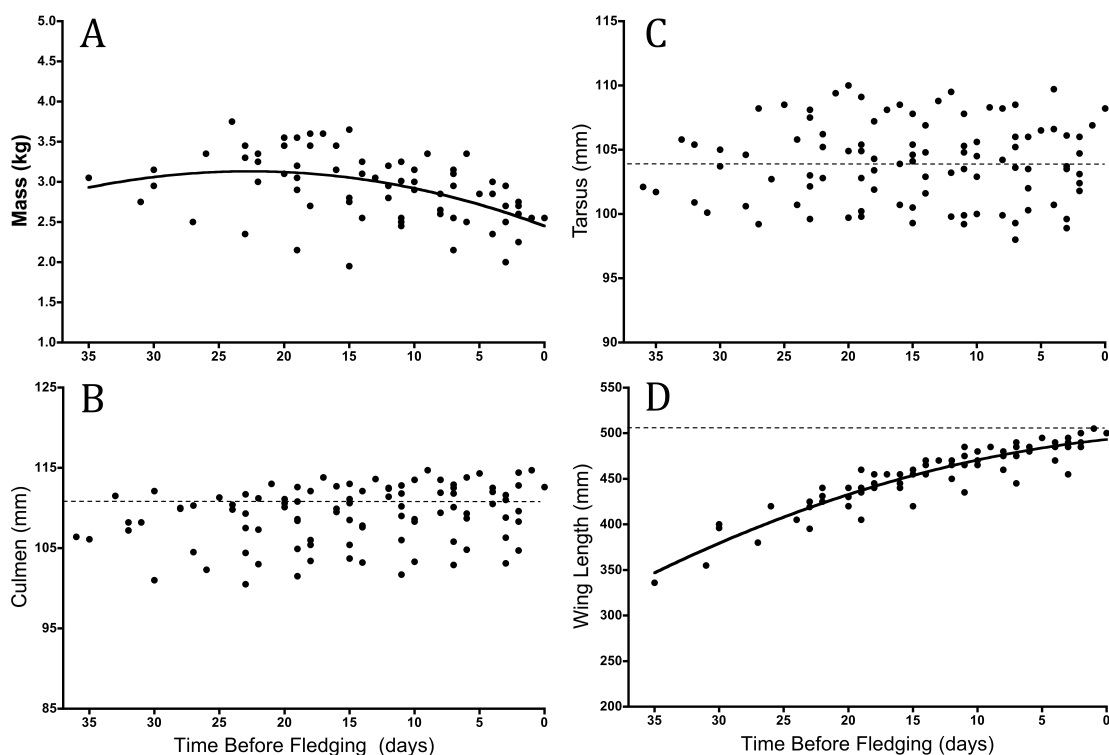 A
5.0
4.5
4.0
3.5
3.0
2.5
2.0
1.5
1.0
Mass (kg)
35 30 25 20 15 10 5 0
C
115
110
105
100
95
90
Tarsus (mm)
35 30 25 20 15 10 5 0
B
125
115
105
95
85
Culmen (mm)
35 30 25 20 15 10 5 0
Time Before Fledging (days)
D
550
500
450
400
350
300
250
200
Wing Length (mm)
35 30 25 20 15 10 5 0
Time Before Fledging (days)